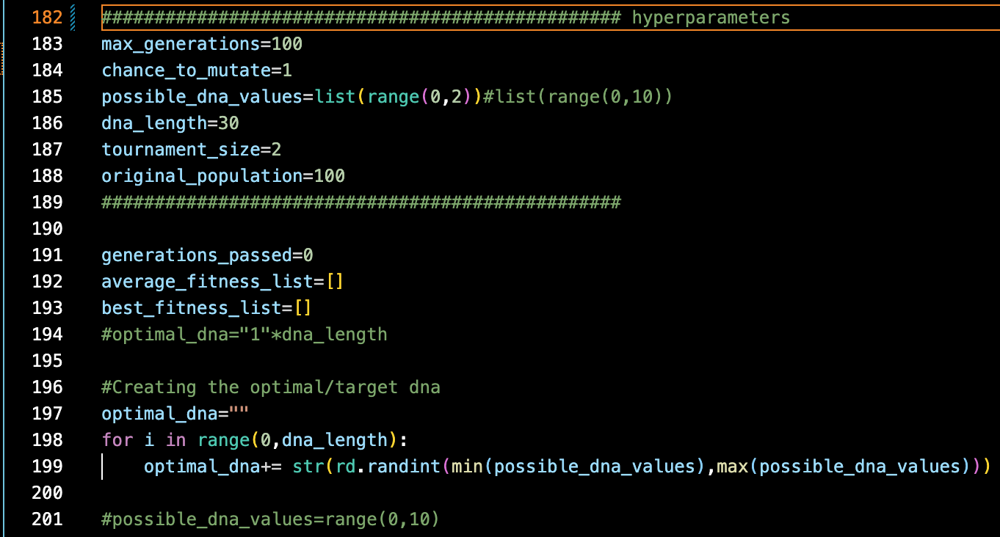 182 ################################################# hyperparameters
183 max_generations=100
184 chance_to_mutate=1
185 possible_dna_values=list(range(0,2))#list(range(0,10))
186 dna_length=30
187 tournament_size=2
188 original_population=100
189 #################################################
190
191 generations_passed=0
192 average_fitness_list=[]
193 best_fitness_list=[]
194 #optimal_dna="1"*dna_length
195
196 #Creating the optimal/target dna
197 optimal_dna=""
198 for i in range(0,dna_length):
199     optimal_dna+= str(rd.randint(min(possible_dna_values),max(possible_dna_values)))
200
201 #possible_dna_values=range(0,10)